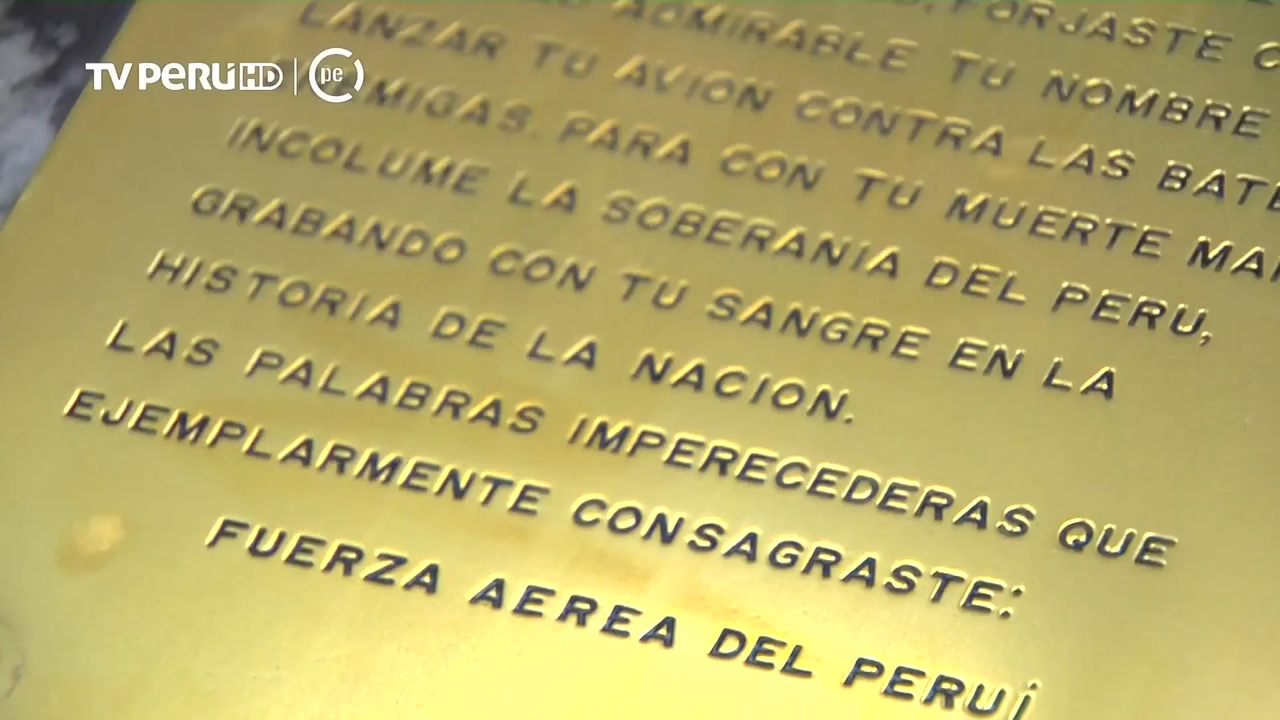 TV PERÚ HD | pe
FORJASTE
ADMIRABLE TU NOMBRE
LANZAR TU AVION CONTRA LAS
PARA CON TU MUERTE
INCOLUME LA SOBERANIA DEL PERU,
GRABANDO CON TU SANGRE EN LA
HISTORIA DE LA NACION.
LAS PALABRAS IMPERECEDERAS QUE
EJEMPLARMENTE CONSAGRASTE:
FUERZA AEREA DEL PERU¡